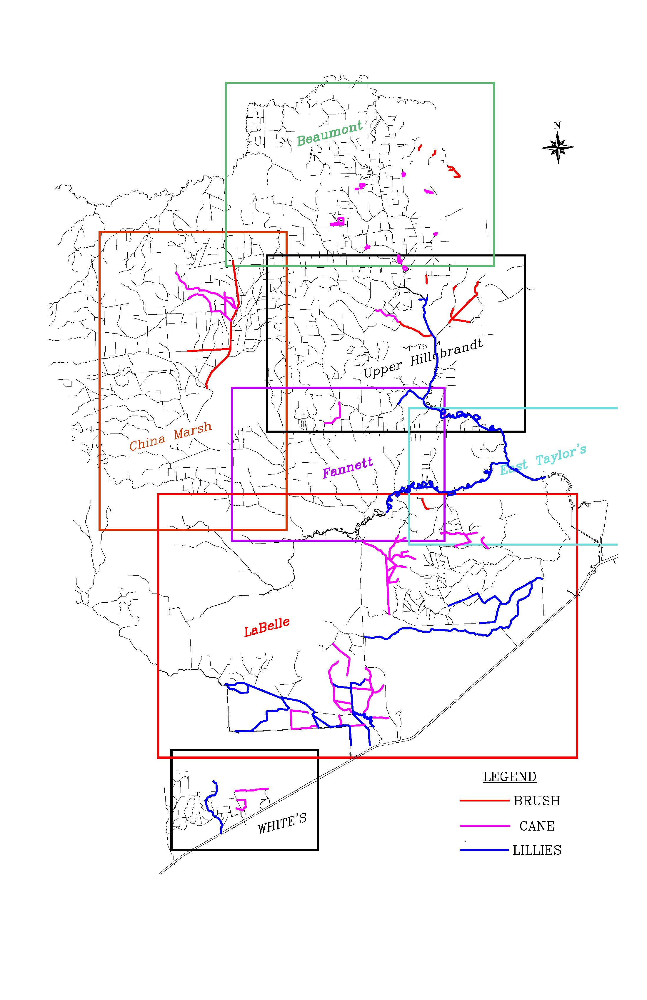 N
Beaumont
Upper Hillebrandt
China Marsh
East Taylor's
Fannett
LaBelle
LEGEND
BRUSH
CANE
LILLIES
WHITE'S